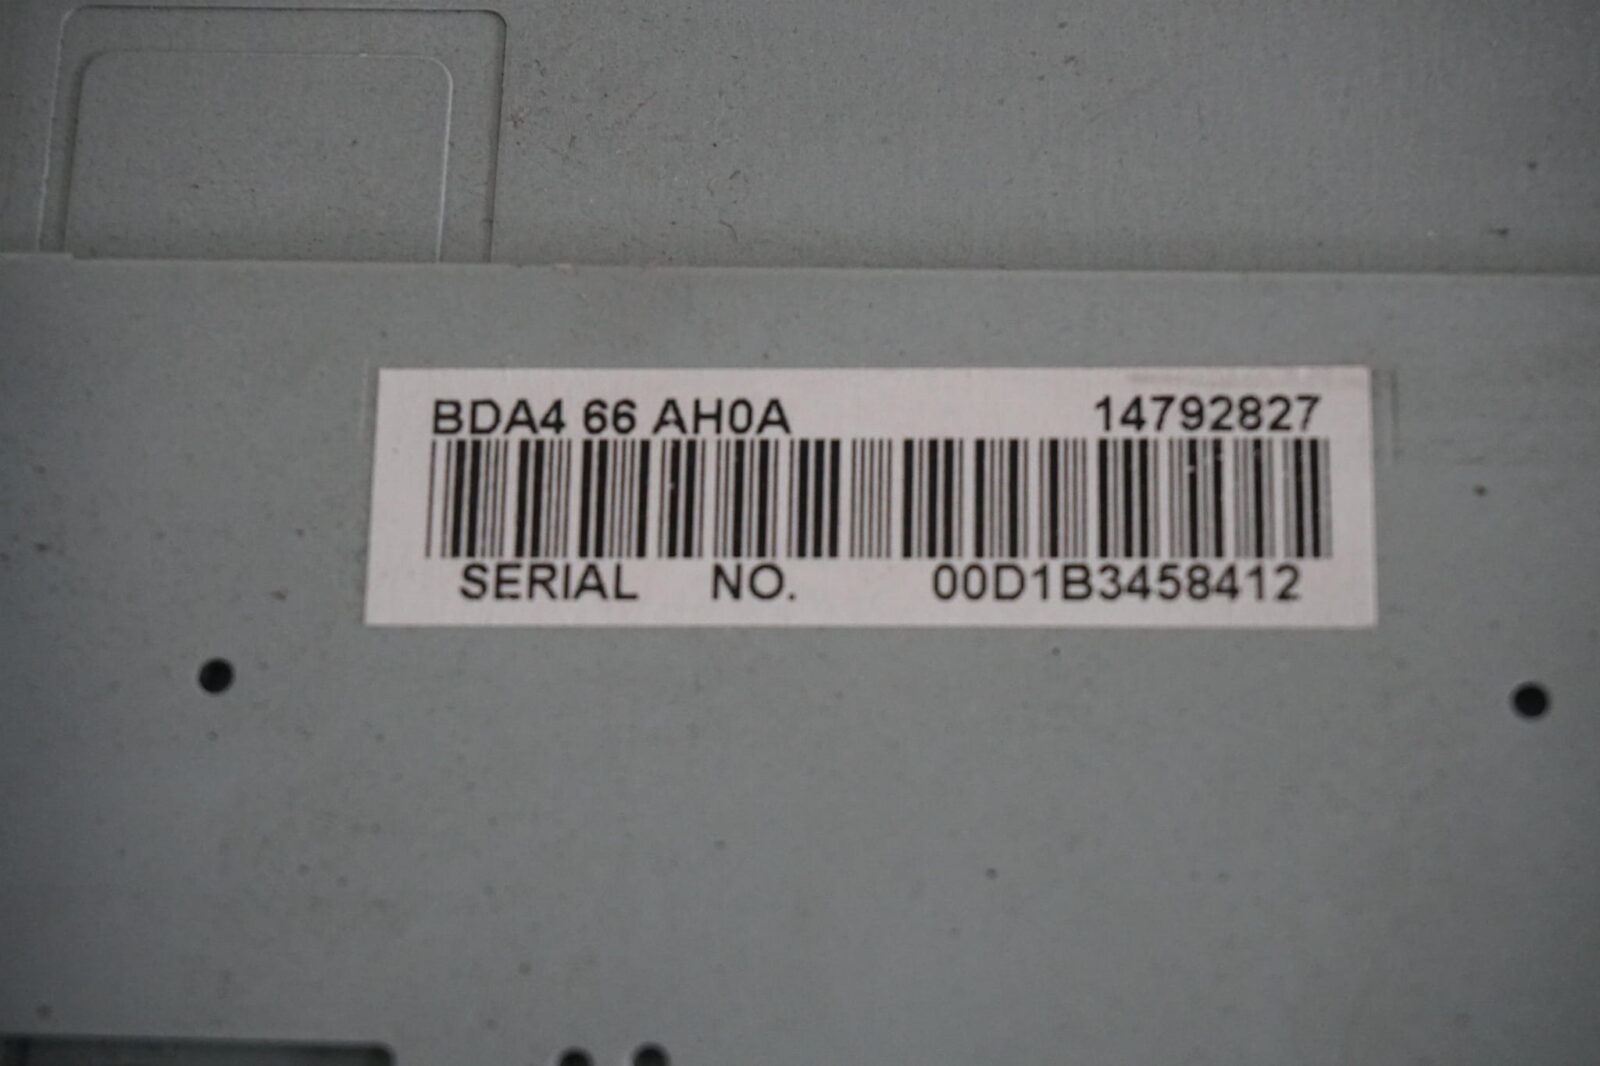 BDA4 66 AH0A 14792827
SERIAL NO. 00D1B3458412